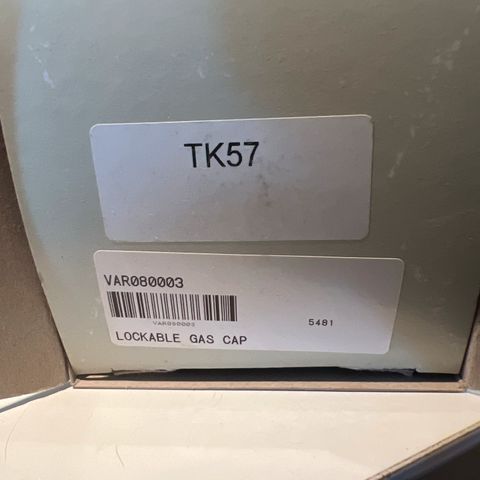 TK57
VAR080003
VAR080003
5481
LOCKABLE GAS CAP